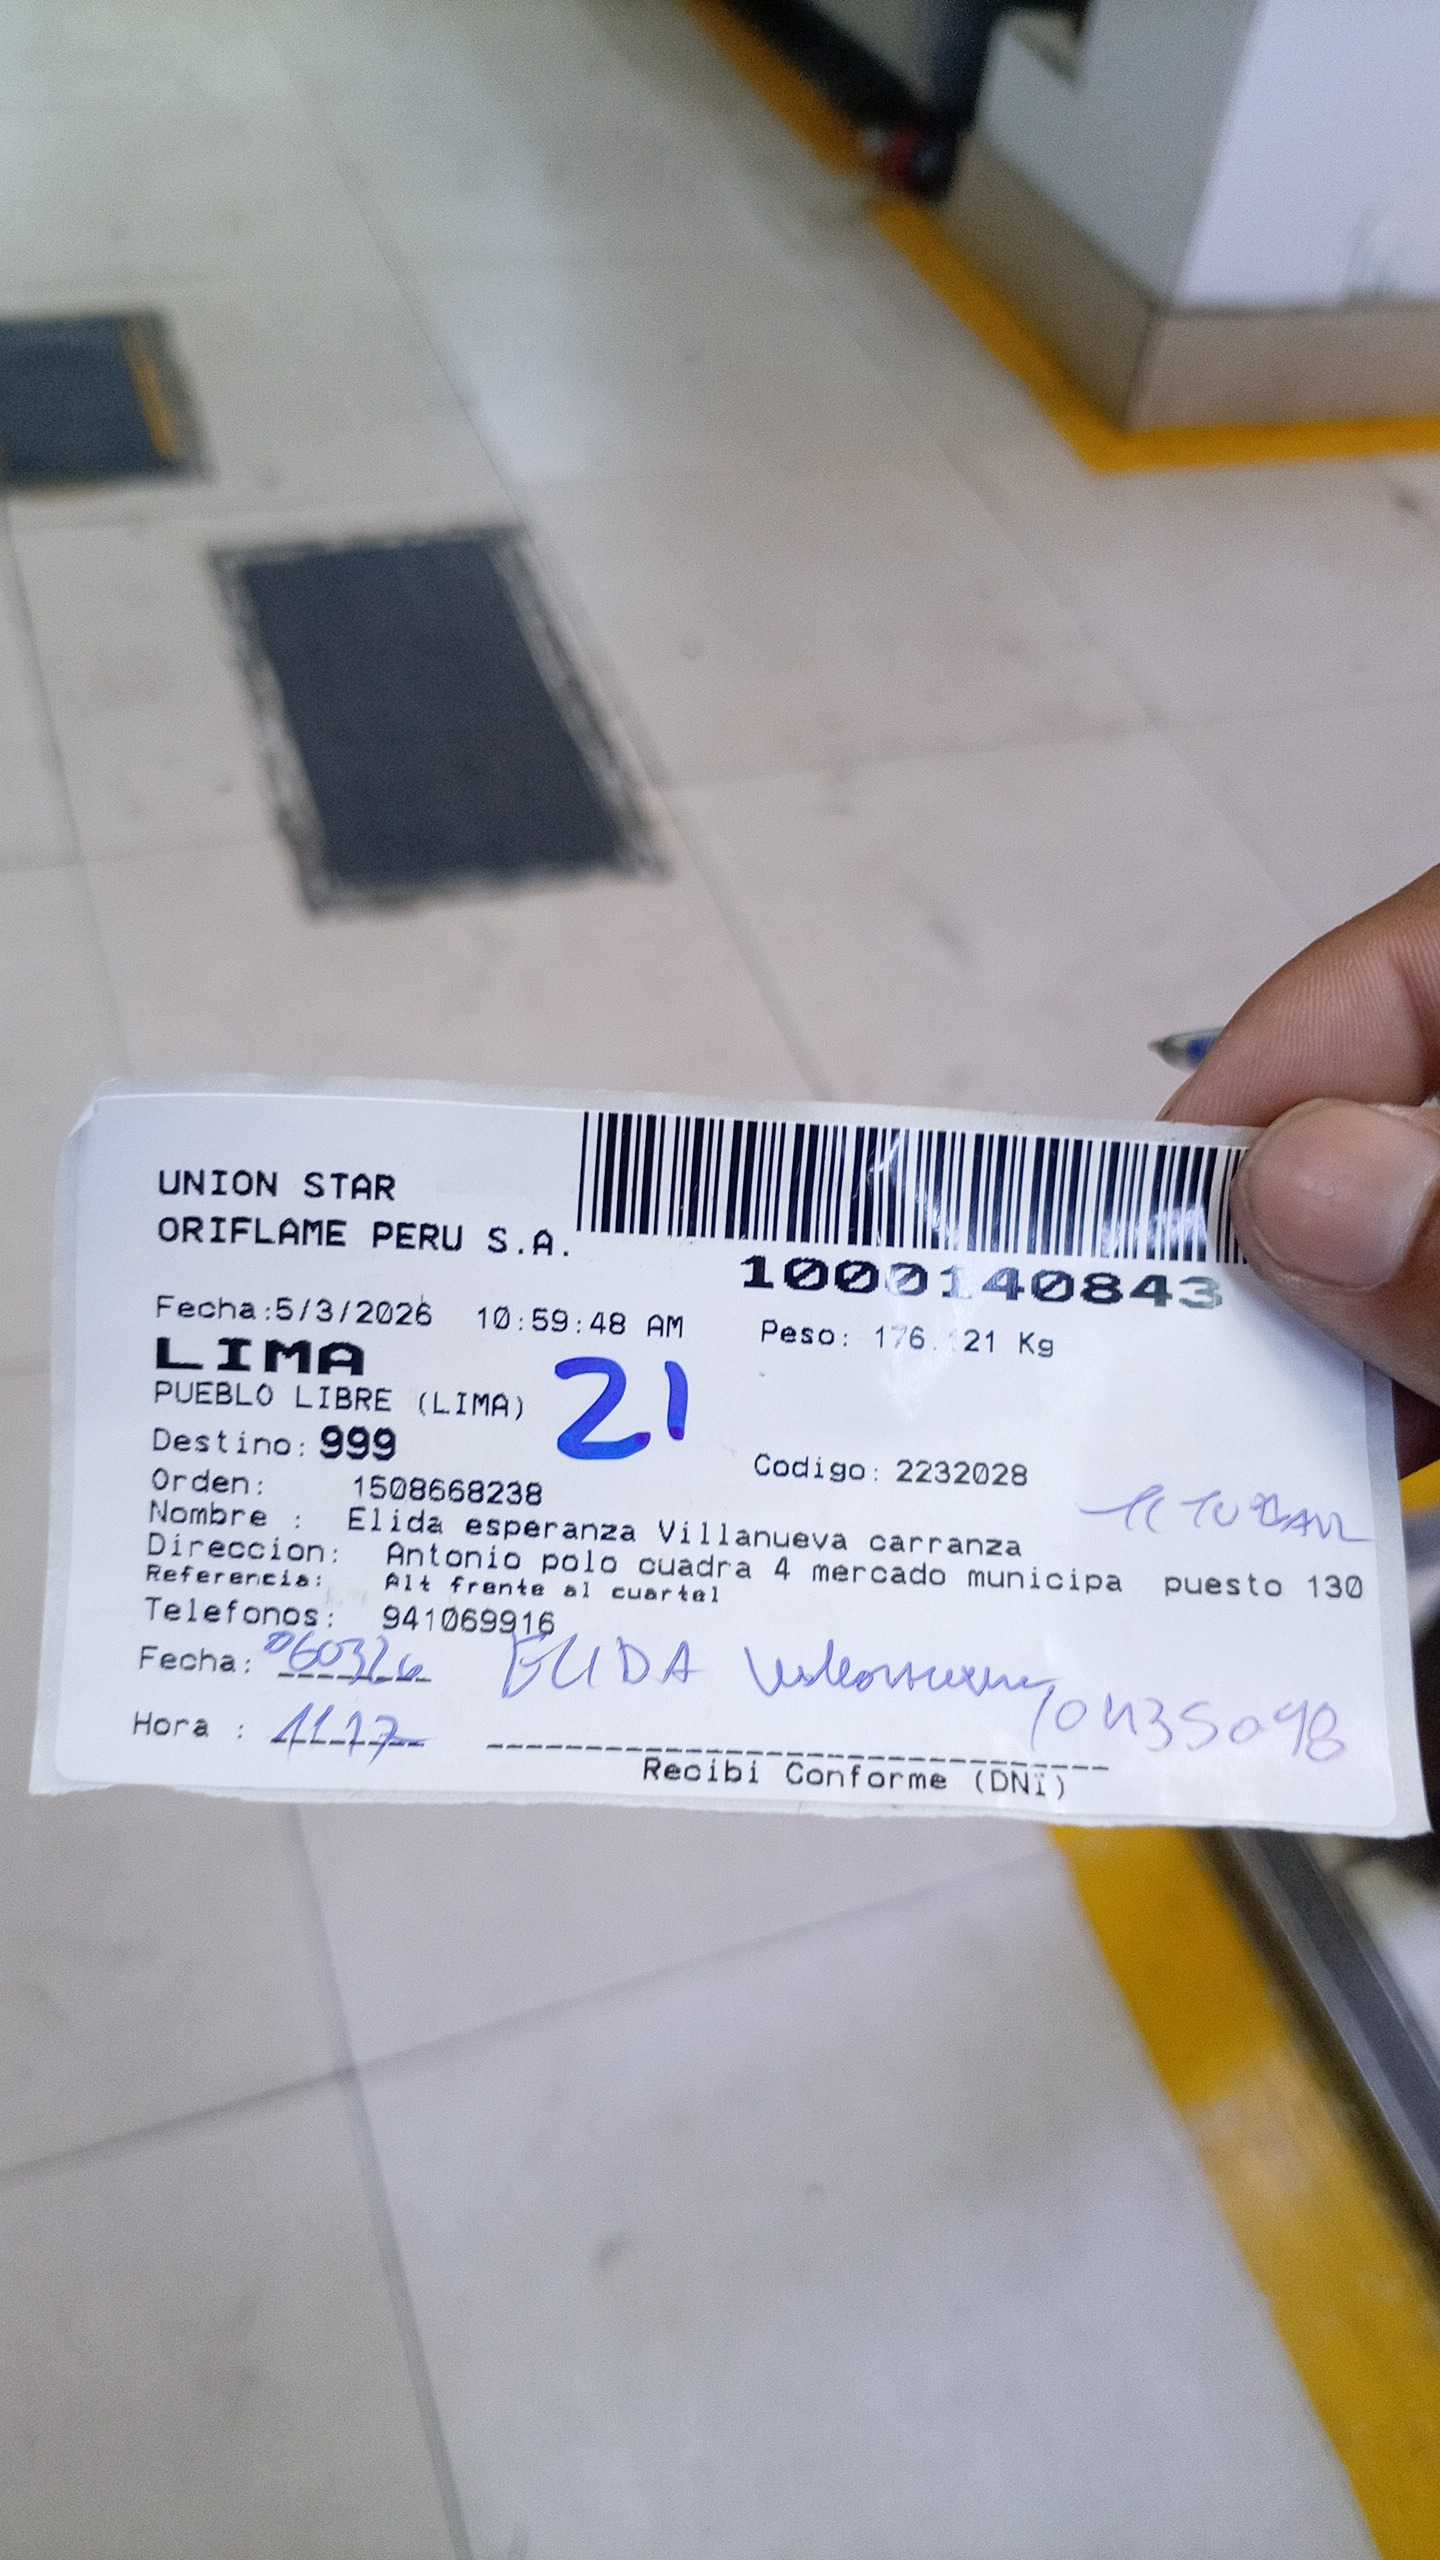 UNION STAR
ORIFLAME PERU S.A.
1000140843
Fecha:5/3/2026 10:59:48 AM
Peso: 176. 21 Kg
LIMA
PUEBLO LIBRE (LIMA)
21
Destino: 999
Codigo: 2232028
Orden: 1508668238
Nombre : Elida esperanza Villanueva carranza
Direccion: Antonio polo cuadra 4 mercado municipa puesto 130
Referencia: Alt frente al cuartel
Telefonos: 941069916
Fecha: 060326 ELIDA
Hora : 11.17
Recibi Conforme (DNi)